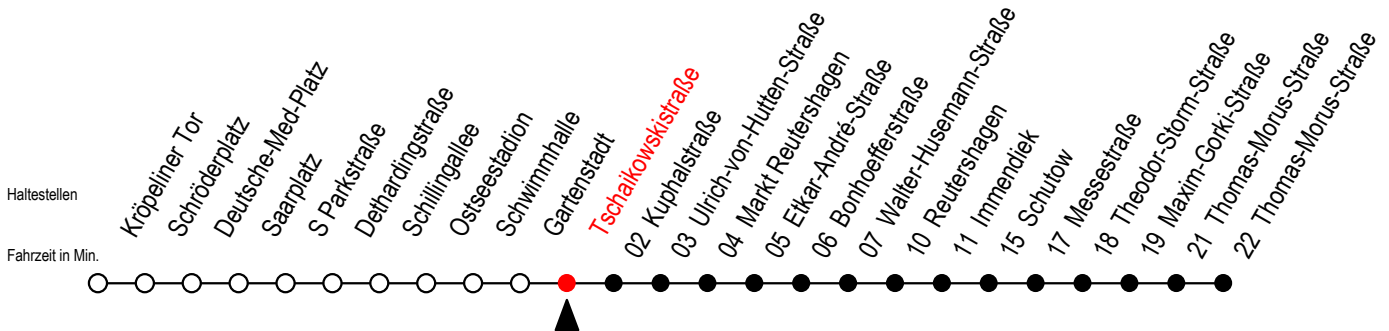 Haltestellen
Fahrzeit in Min.
Kröpeliner Tor
Schröderplatz
Deutsche-Med-Platz
Saarplatz
S Parkstraße
Dethardingstraße
Schillingallee
Ostseestadion
Schwimmhalle
Gartenstadt
Tschaikowskistraße
02 Kuphalstraße
03 Ulrich-von-Hutten-Straße
04 Markt Reutershagen
05 Etkar-André-Straße
06 Bonhoefferstraße
07 Walter-Husemann-Straße
10 Reutershagen
11 Immendiek
15 Schutow
17 Messestraße
18 Theodor-Storm-Straße
19 Maxim-Gorki-Straße
21 Thomas-Morus-Straße
22 Thomas-Morus-Straße